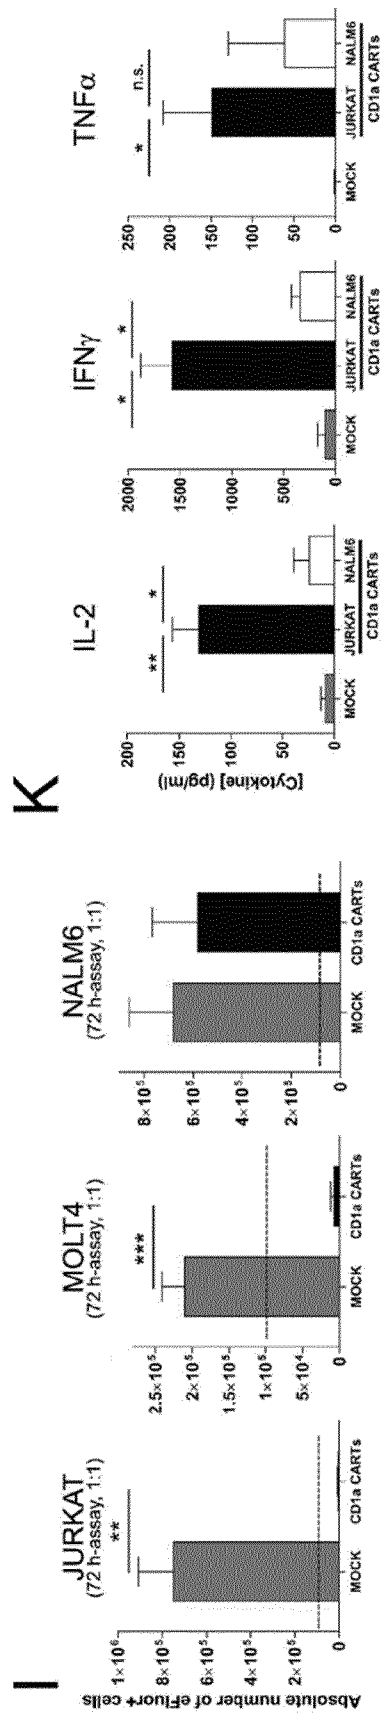 I
JURKAT
(72 h-assay, 1:1)
Absolute number of eFluor+ cells
1×10⁶
8×10⁵
6×10⁵
4×10⁵
2×10⁵
0
**
MOCK
CD1a CARTs
MOLT4
(72 h-assay, 1:1)
2.5×10⁵
2×10⁵
1.5×10⁵
1×10⁵
5×10⁴
0
***
MOCK
CD1a CARTs
NALM6
(72 h-assay, 1:1)
8×10⁵
6×10⁵
4×10⁵
2×10⁵
0
MOCK
CD1a CARTs
K
IL-2
[Cytokine] (pg/ml)
200
150
100
50
0
**
*
MOCK
JURKAT
NALM6
CD1a CARTs
IFNγ
2000
1500
1000
500
0
*
*
MOCK
JURKAT
NALM6
CD1a CARTs
TNFα
250
200
150
100
50
0
*
n.s.
MOCK
JURKAT
NALM6
CD1a CARTs